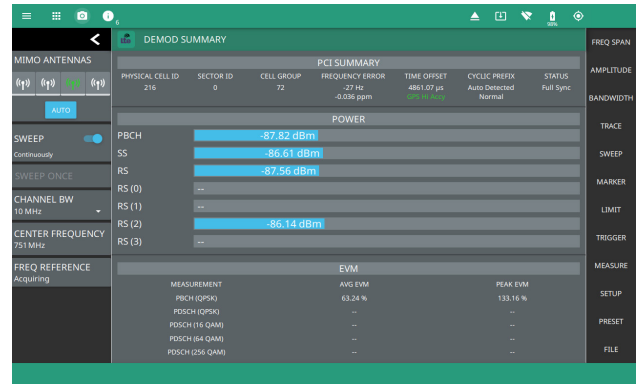 6
98%
DEMOD SUMMARY
FREQ SPAN
MIMO ANTENNAS
PCI SUMMARY
AMPLITUDE
PHYSICAL CELL ID SECTOR ID CELL GROUP FREQUENCY ERROR TIME OFFSET CYCLIC PREFIX STATUS
216 0 72 -27 Hz 4861.07 µs Auto Detected Full Sync
-0.036 ppm GPS Hi Accy Normal
BANDWIDTH
AUTO
POWER
TRACE
SWEEP
Continuously
PBCH -87.82 dBm
SS -86.61 dBm
SWEEP
SWEEP ONCE
RS -87.56 dBm
MARKER
RS (0) --
CHANNEL BW
10 MHz
RS (1) --
LIMIT
RS (2) -86.14 dBm
CENTER FREQUENCY
751 MHz
RS (3) --
TRIGGER
FREQ REFERENCE
Acquiring
EVM
MEASURE
MEASUREMENT AVG EVM PEAK EVM
PBCH (QPSK) 63.24 % 133.16 %
SETUP
PDSCH (QPSK) -- --
PDSCH (16 QAM) -- --
PRESET
PDSCH (64 QAM) -- --
PDSCH (256 QAM) -- --
FILE